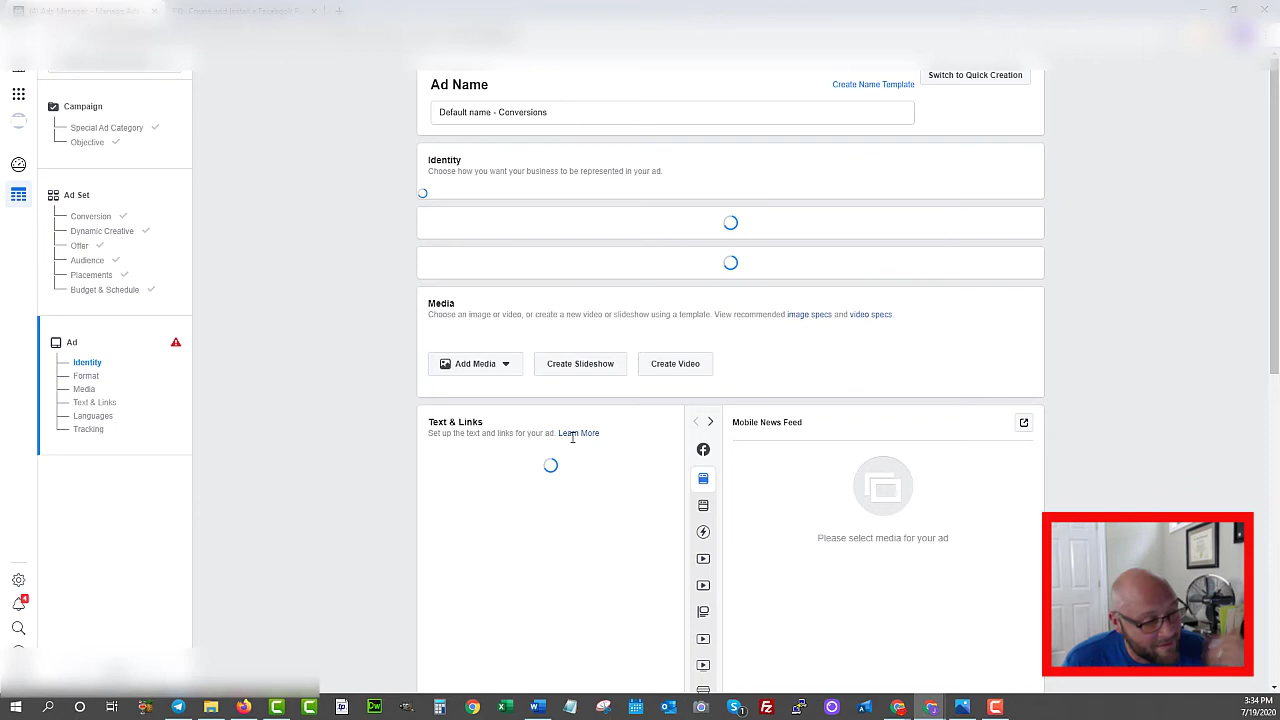 Ad Name
Create Name Template
Switch to Quick Creation
Default name - Conversions
Campaign
Special Ad Category
Objective
Identity
Choose how you want your business to be represented in your ad.
Ad Set
Conversion
Dynamic Creative
Offer
Audience
Placements
Budget & Schedule
Media
Choose an image or video, or create a new video or slideshow using a template. View recommended image specs and video specs.
Add Media
Create Slideshow
Create Video
Ad
Identity
Format
Media
Text & Links
Languages
Tracking
Text & Links
Set up the text and links for your ad. Learn More
Mobile News Feed
Please select media for your ad
4
3:34 PM
7/19/2020